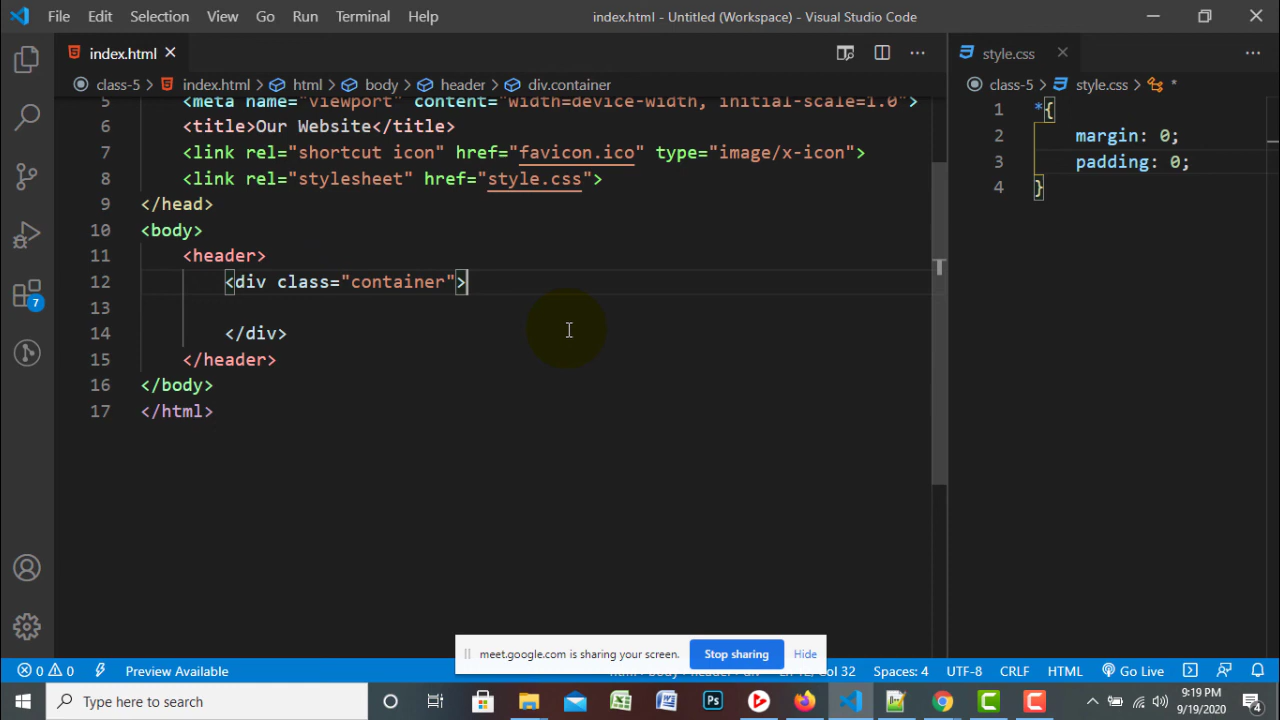 File Edit Selection View Go Run Terminal Help index.html - Untitled (Workspace) - Visual Studio Code
index.html
class-5 > index.html > html > body > header > div.container
5 <meta name="viewport" content="width=device-width, initial-scale=1.0">
6 <title>Our Website</title>
7 <link rel="shortcut icon" href="favicon.ico" type="image/x-icon">
8 <link rel="stylesheet" href="style.css">
9 </head>
10 <body>
11 <header>
12 <div class="container">
13
14 </div>
15 </header>
16 </body>
17 </html>
style.css
class-5 > style.css > *
1 *{
2 margin: 0;
3 padding: 0;
4 }
7
meet.google.com is sharing your screen. Stop sharing Hide
0 0 Preview Available Col 32 Spaces: 4 UTF-8 CRLF HTML Go Live
Type here to search
9:19 PM
9/19/2020
4